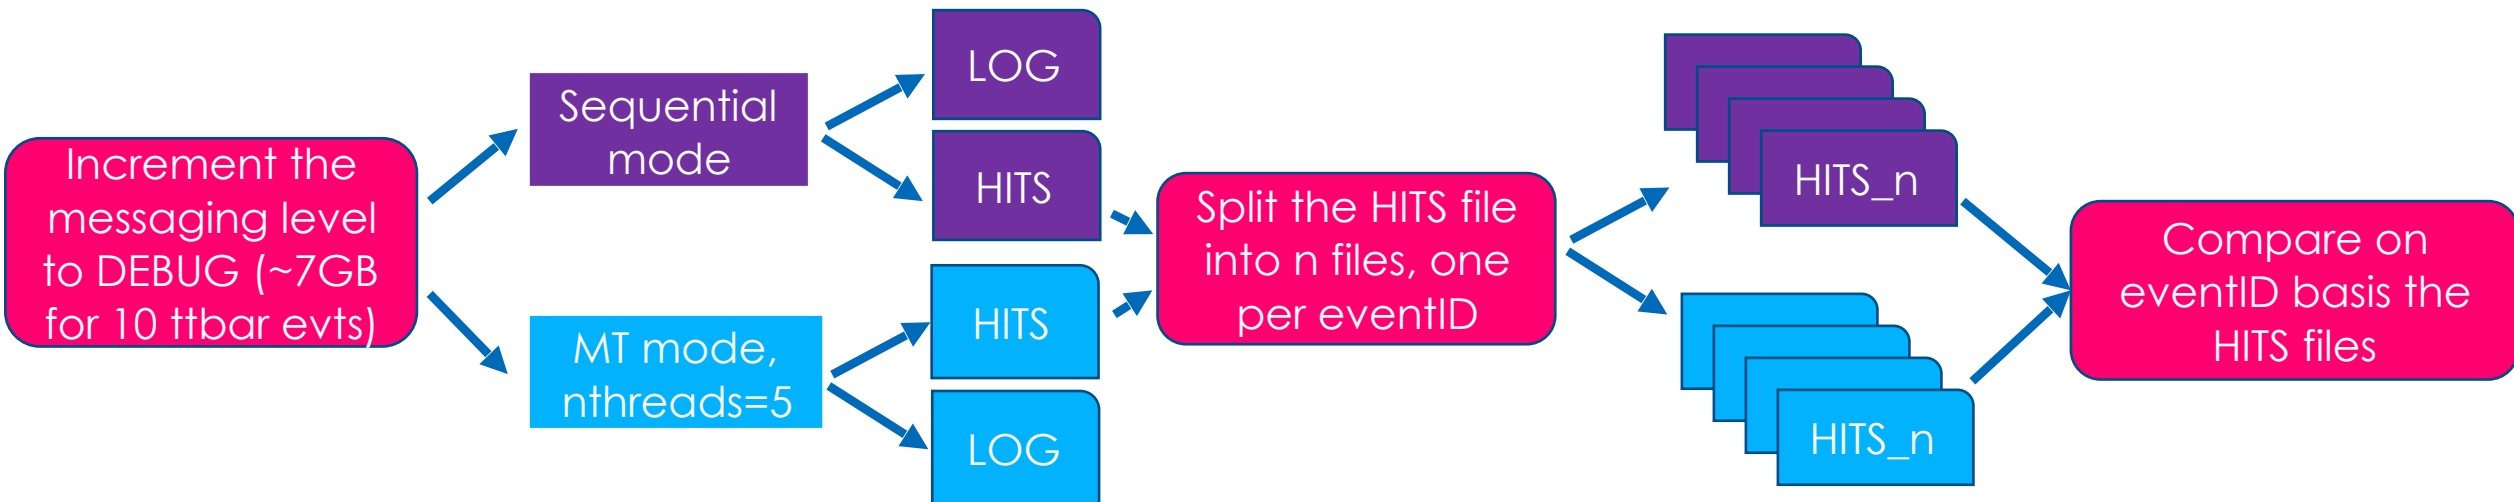 Increment the
messaging level
to DEBUG (~7GB
for 10 ttbar evts)
Sequential
mode
MT mode,
nthreads=5
LOG
HITS
HITS
LOG
Split the HITS file
into n files, one
per eventID
HITS_n
HITS_n
Compare on
eventID basis the
HITS files